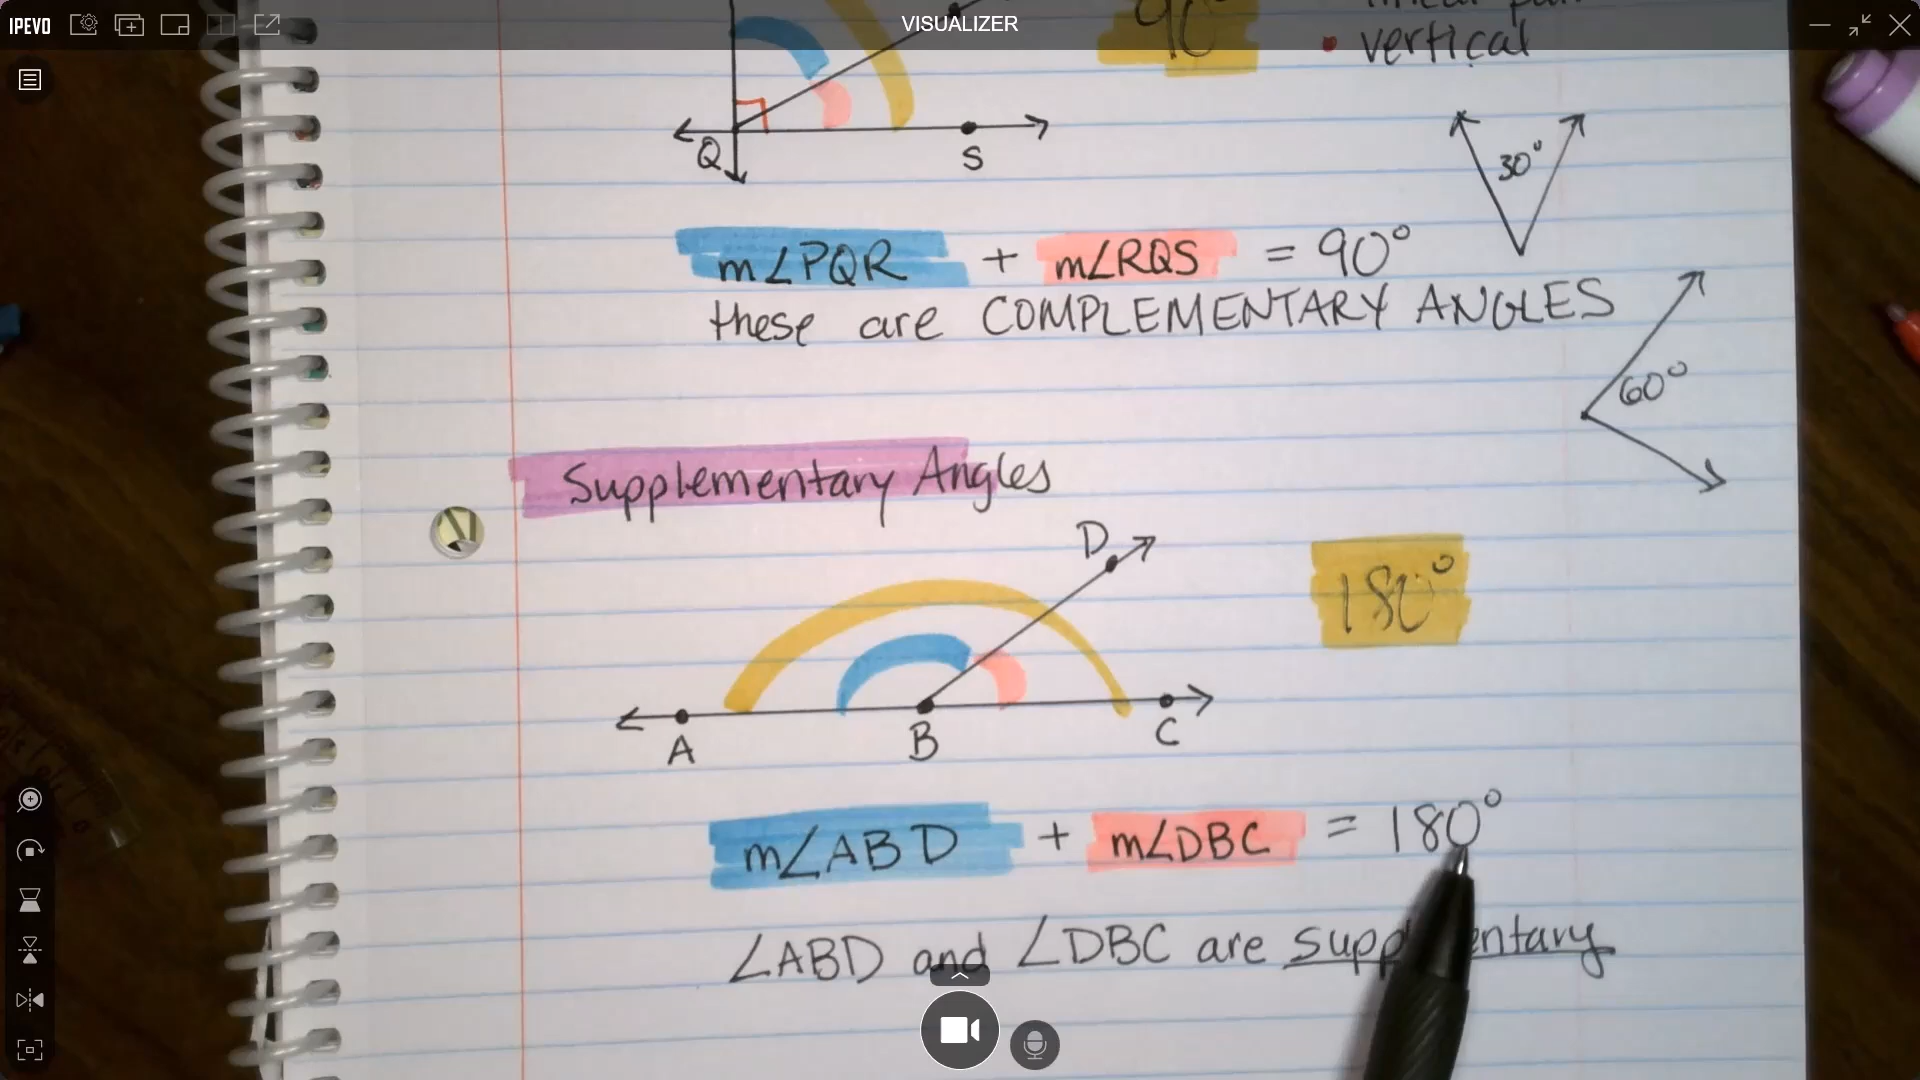 IPEVO
VISUALIZER
90°
• vertical
Q
S
30°
m∠PQR + m∠RQS = 90°
these are COMPLEMENTARY ANGLES
60°
Supplementary Angles
D
180°
A
B
C
m∠ABD + m∠DBC = 180°
∠ABD and ∠DBC are